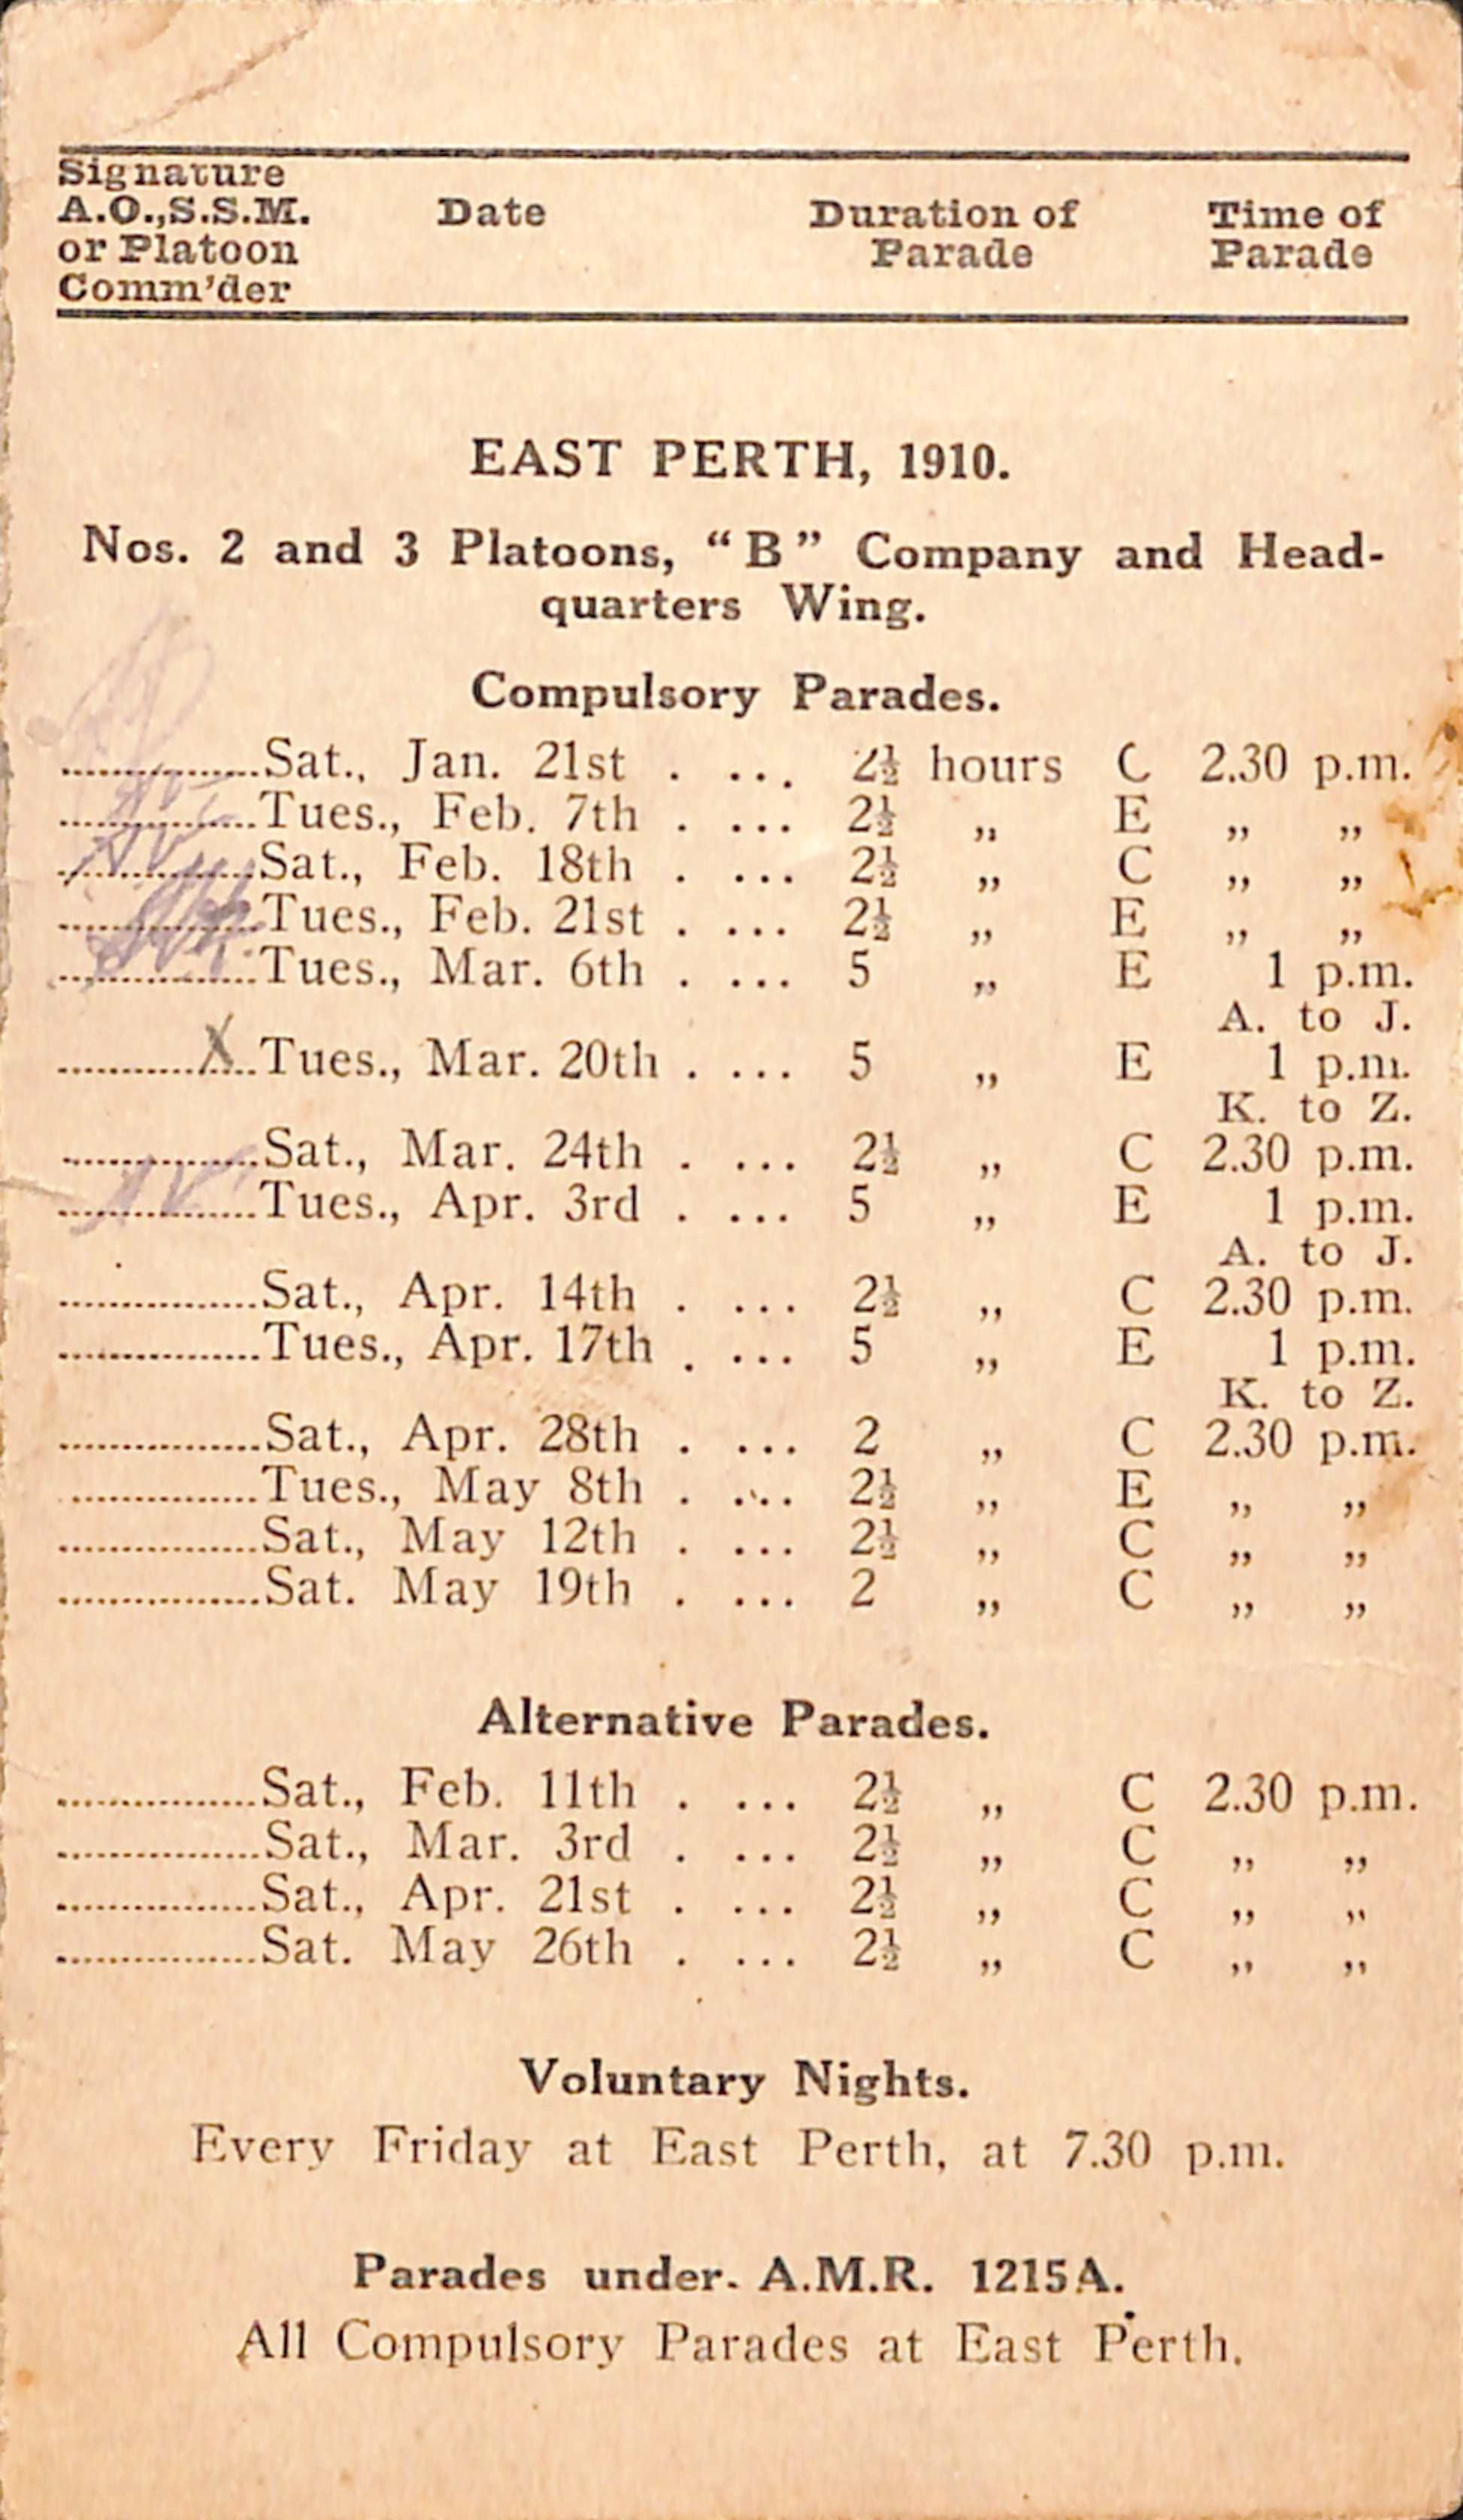 Signature
A.O.,S.S.M. Date Duration of Time of
or Platoon Parade Parade
Comm'der
EAST PERTH, 1910.
Nos. 2 and 3 Platoons, "B" Company and Head-
quarters Wing.
Compulsory Parades.
................Sat., Jan. 21st . ... 2½ hours C 2.30 p.m.
................Tues., Feb. 7th . ... 2½ ,, E ,, ,,
................Sat., Feb. 18th . ... 2½ ,, C ,, ,,
................Tues., Feb. 21st . ... 2½ ,, E ,, ,,
................Tues., Mar. 6th . ... 5 ,, E 1 p.m.
A. to J.
...........X...Tues., Mar. 20th . ... 5 ,, E 1 p.m.
K. to Z.
................Sat., Mar. 24th . ... 2½ ,, C 2.30 p.m.
................Tues., Apr. 3rd . ... 5 ,, E 1 p.m.
A. to J.
................Sat., Apr. 14th . ... 2½ ,, C 2.30 p.m.
................Tues., Apr. 17th . ... 5 ,, E 1 p.m.
K. to Z.
................Sat., Apr. 28th . ... 2 ,, C 2.30 p.m.
................Tues., May 8th . ... 2½ ,, E ,, ,,
................Sat., May 12th . ... 2½ ,, C ,, ,,
................Sat. May 19th . ... 2 ,, C ,, ,,
Alternative Parades.
................Sat., Feb. 11th . ... 2½ ,, C 2.30 p.m.
................Sat., Mar. 3rd . ... 2½ ,, C ,, ,,
................Sat., Apr. 21st . ... 2½ ,, C ,, ,,
................Sat. May 26th . ... 2½ ,, C ,, ,,
Voluntary Nights.
Every Friday at East Perth, at 7.30 p.m.
Parades under. A.M.R. 1215A.
All Compulsory Parades at East Perth.